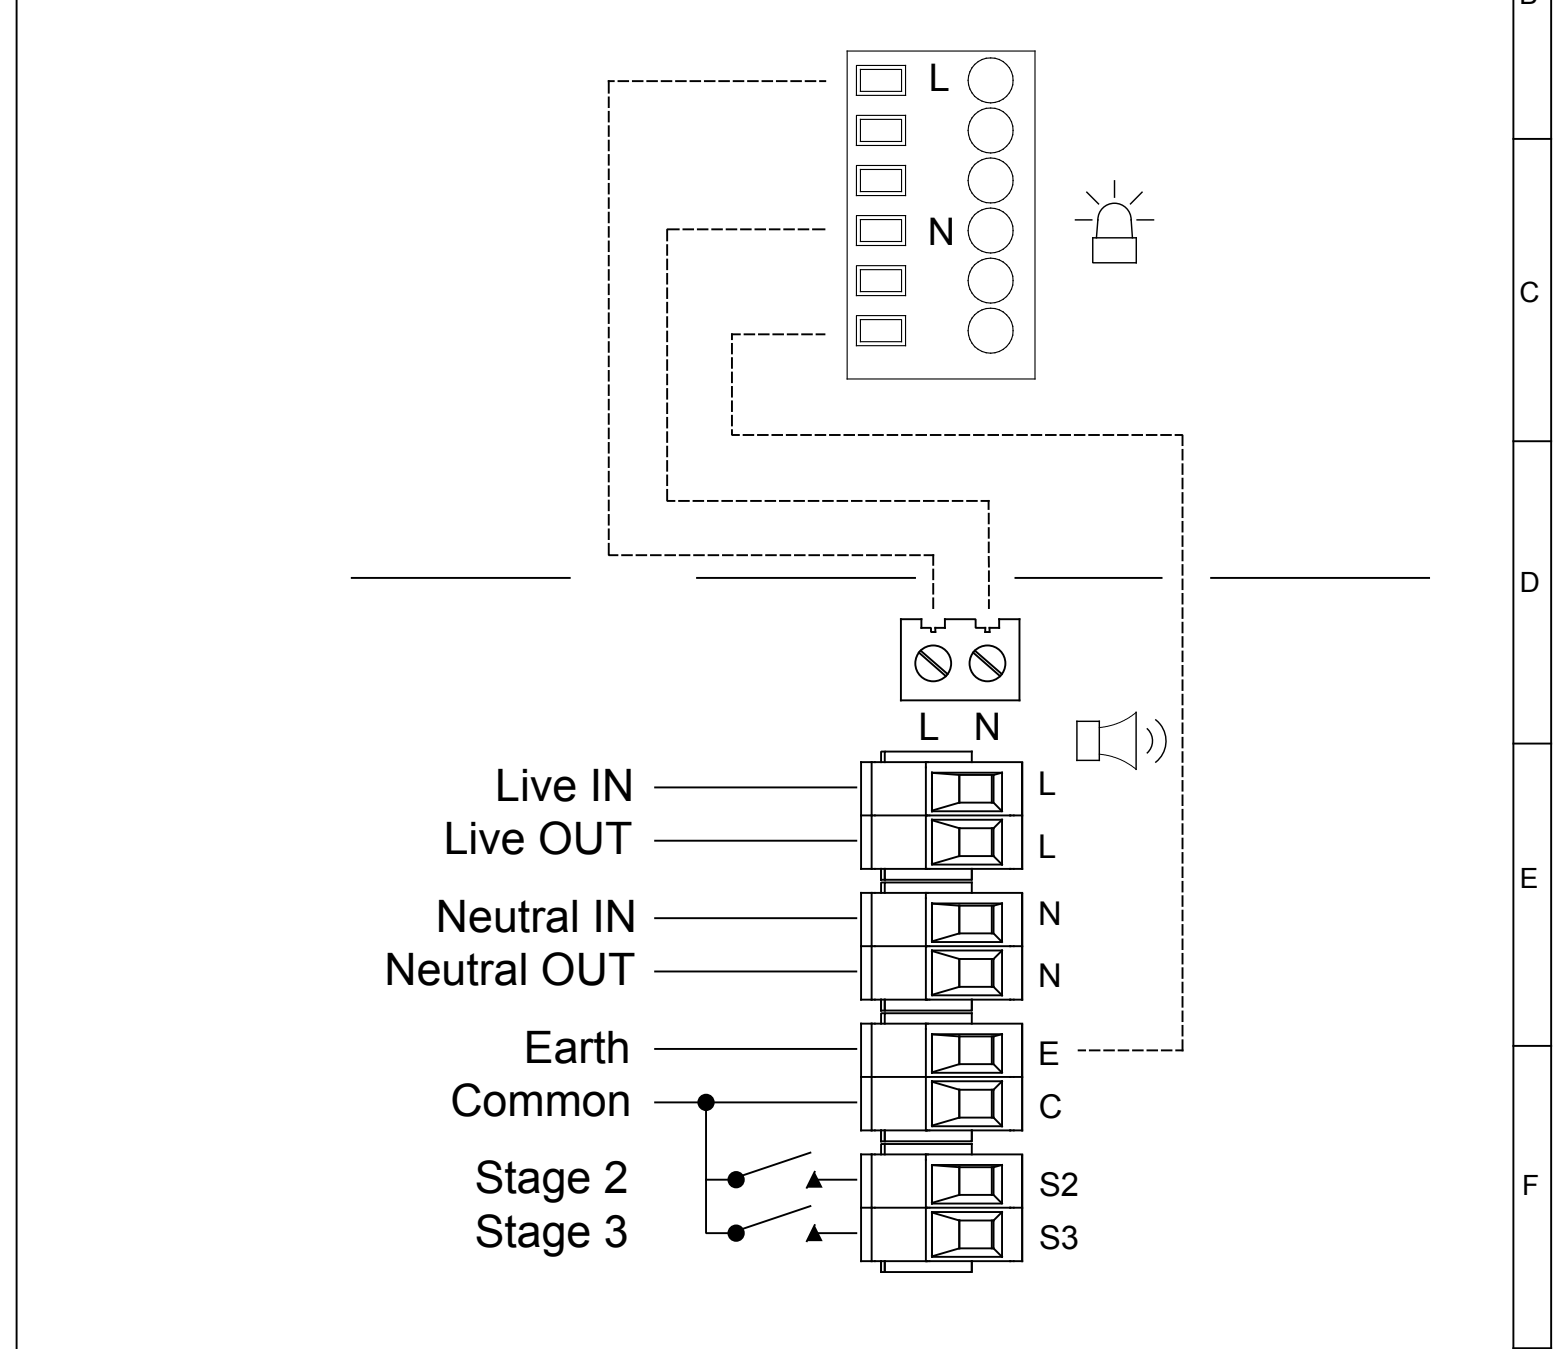 L
N
C
D
L N
Live IN L
Live OUT L
E
Neutral IN N
Neutral OUT N
Earth E
Common C
Stage 2 S2
F
Stage 3 S3